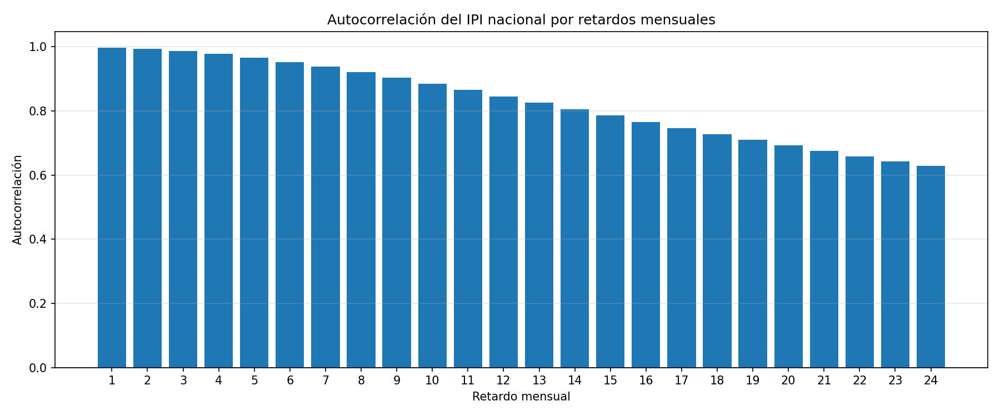 Autocorrelación del IPI nacional por retardos mensuales
Autocorrelación
1.0
0.8
0.6
0.4
0.2
0.0
1 2 3 4 5 6 7 8 9 10 11 12 13 14 15 16 17 18 19 20 21 22 23 24
Retardo mensual